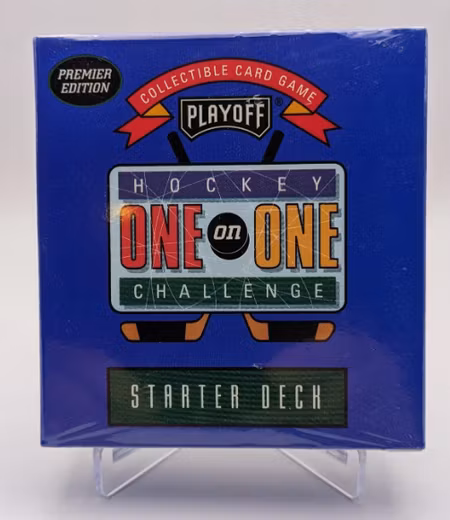 PREMIER
EDITION
COLLECTIBLE CARD GAME
PLAYOFF®
HOCKEY
ONE on ONE
CHALLENGE
STARTER DECK